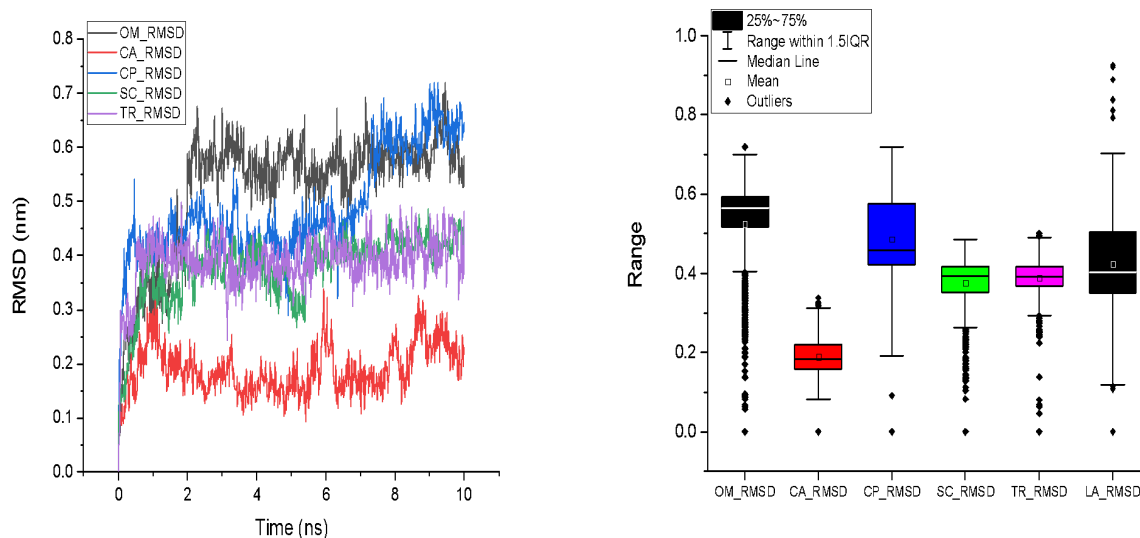 OM_RMSD
CA_RMSD
CP_RMSD
SC_RMSD
TR_RMSD
RMSD (nm)
0.8
0.7
0.6
0.5
0.4
0.3
0.2
0.1
0.0
0 2 4 6 8 10
Time (ns)
25%~75%
Range within 1.5IQR
Median Line
Mean
Outliers
Range
1.0
0.8
0.6
0.4
0.2
0.0
OM_RMSD CA_RMSD CP_RMSD SC_RMSD TR_RMSD LA_RMSD